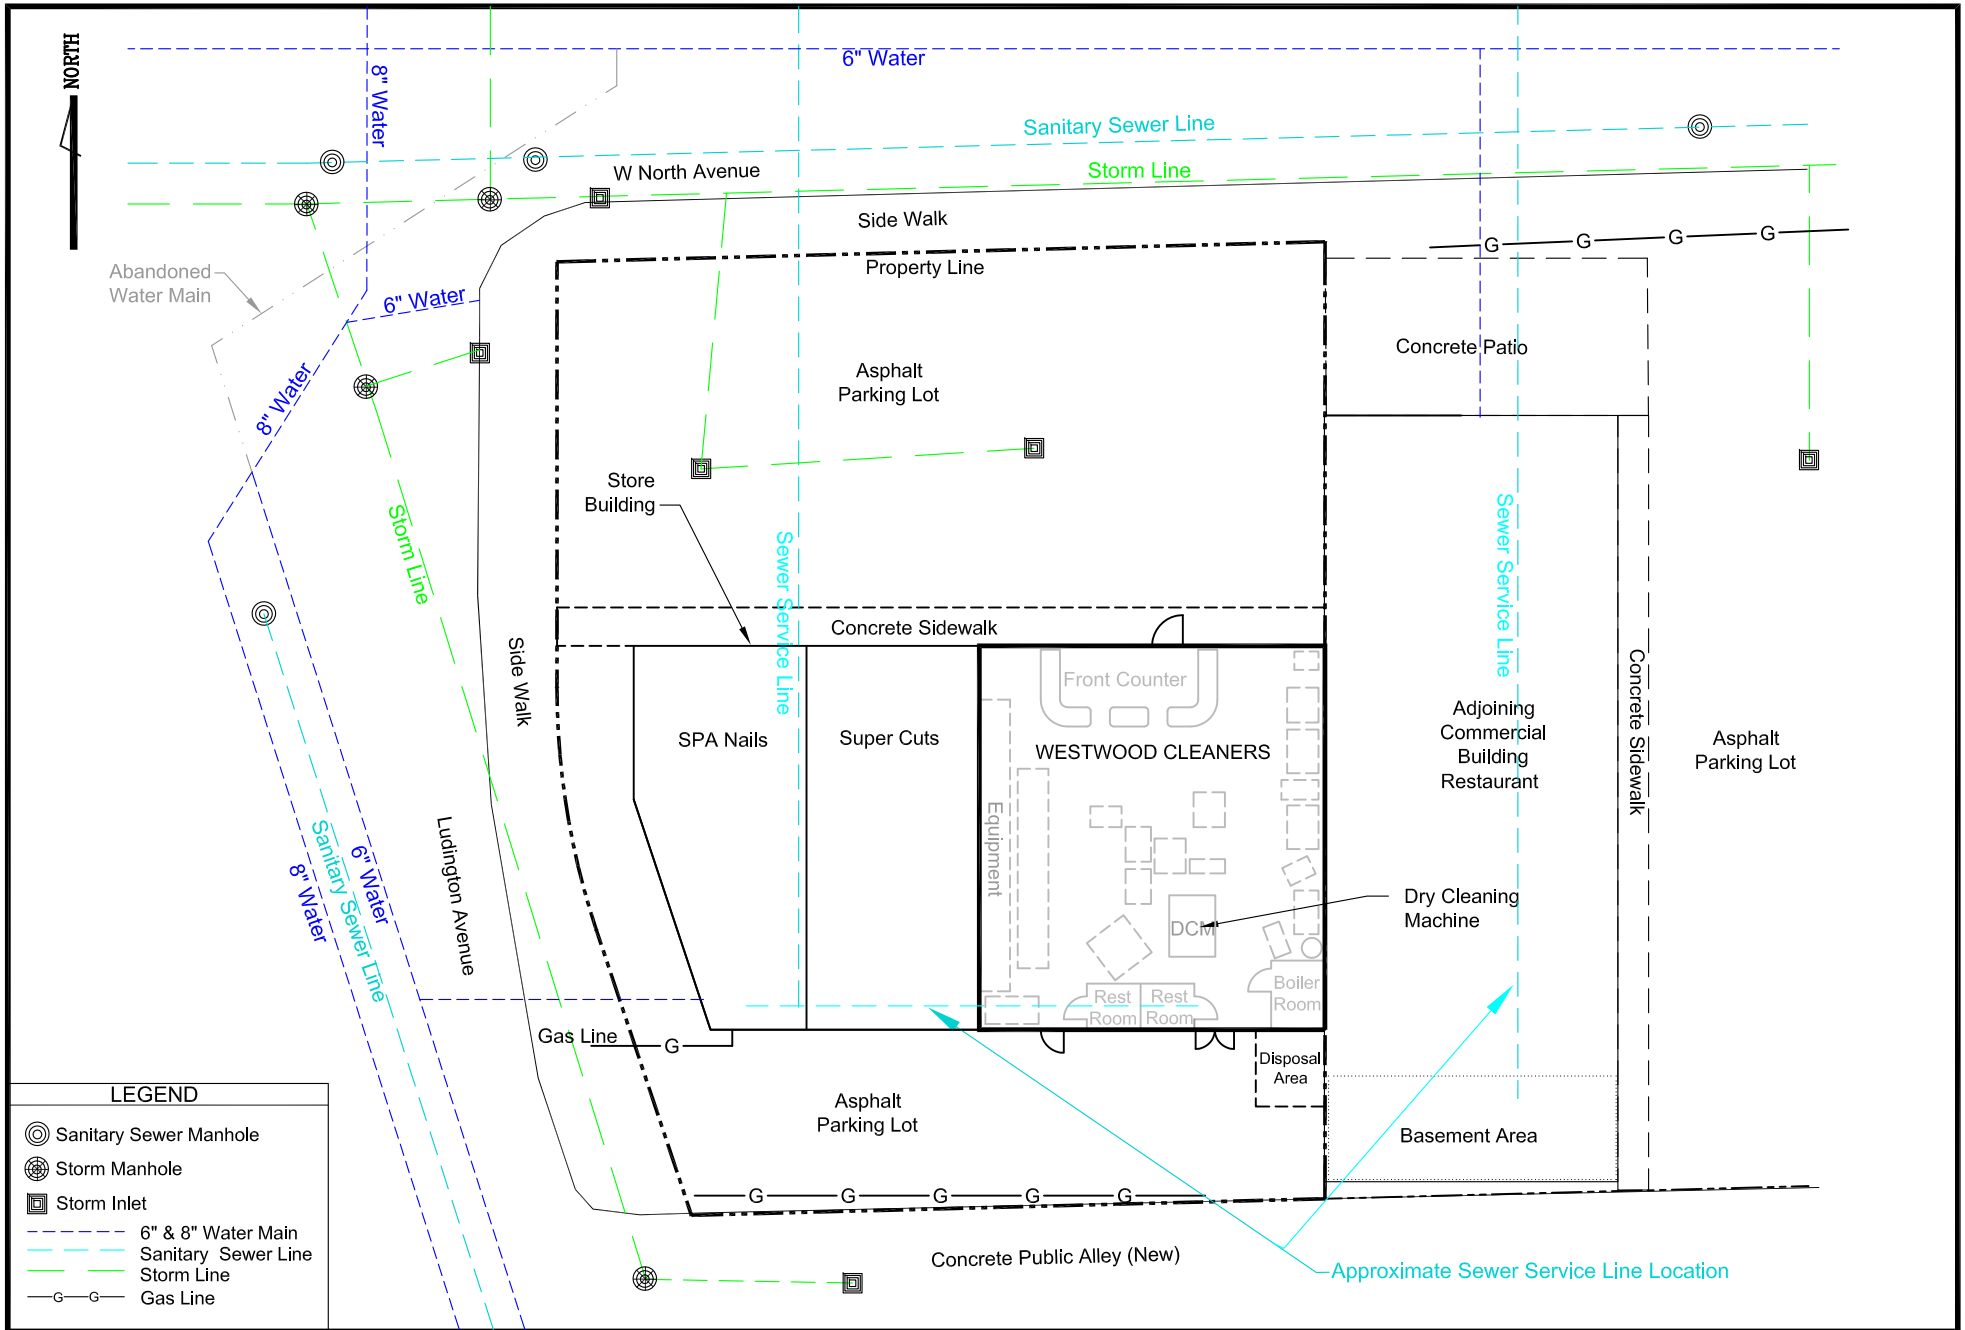 NORTH
8" Water
6" Water
Sanitary Sewer Line
W North Avenue
Storm Line
Side Walk
Property Line
Abandoned
Water Main
6" Water
G G G G
Concrete Patio
8" Water
Asphalt
Parking Lot
Store
Building
Storm Line
Sewer Service Line
Sewer Service Line
Side Walk
Concrete Sidewalk
Concrete Sidewalk
Front Counter
SPA Nails
Super Cuts
WESTWOOD CLEANERS
Adjoining
Commercial
Building
Restaurant
Asphalt
Parking Lot
Equipment
Ludington Avenue
Sanitary Sewer Line
6" Water
8" Water
Dry Cleaning
Machine
DCM
Boiler
Room
Rest
Room
Rest
Room
Gas Line
G
Disposal
Area
Asphalt
Parking Lot
Basement Area
G G G G G
Concrete Public Alley (New)
Approximate Sewer Service Line Location
LEGEND
Sanitary Sewer Manhole
Storm Manhole
Storm Inlet
6" & 8" Water Main
Sanitary Sewer Line
Storm Line
G G Gas Line